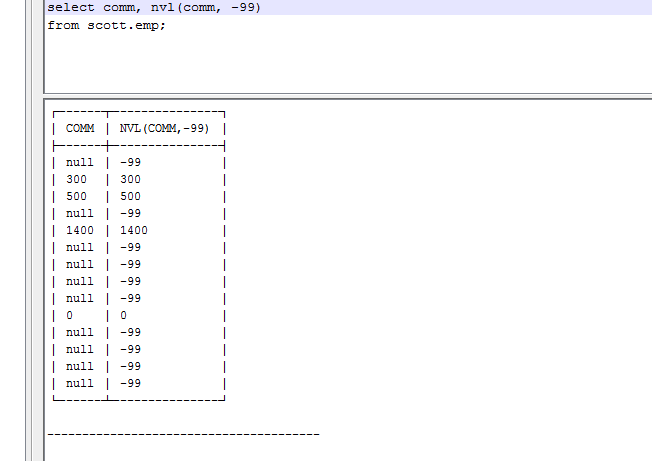 select comm, nvl(comm, -99)
from scott.emp;
COMM NVL(COMM,-99)
null -99
300 300
500 500
null -99
1400 1400
null -99
null -99
null -99
null -99
0 0
null -99
null -99
null -99
null -99
---------------------------------------